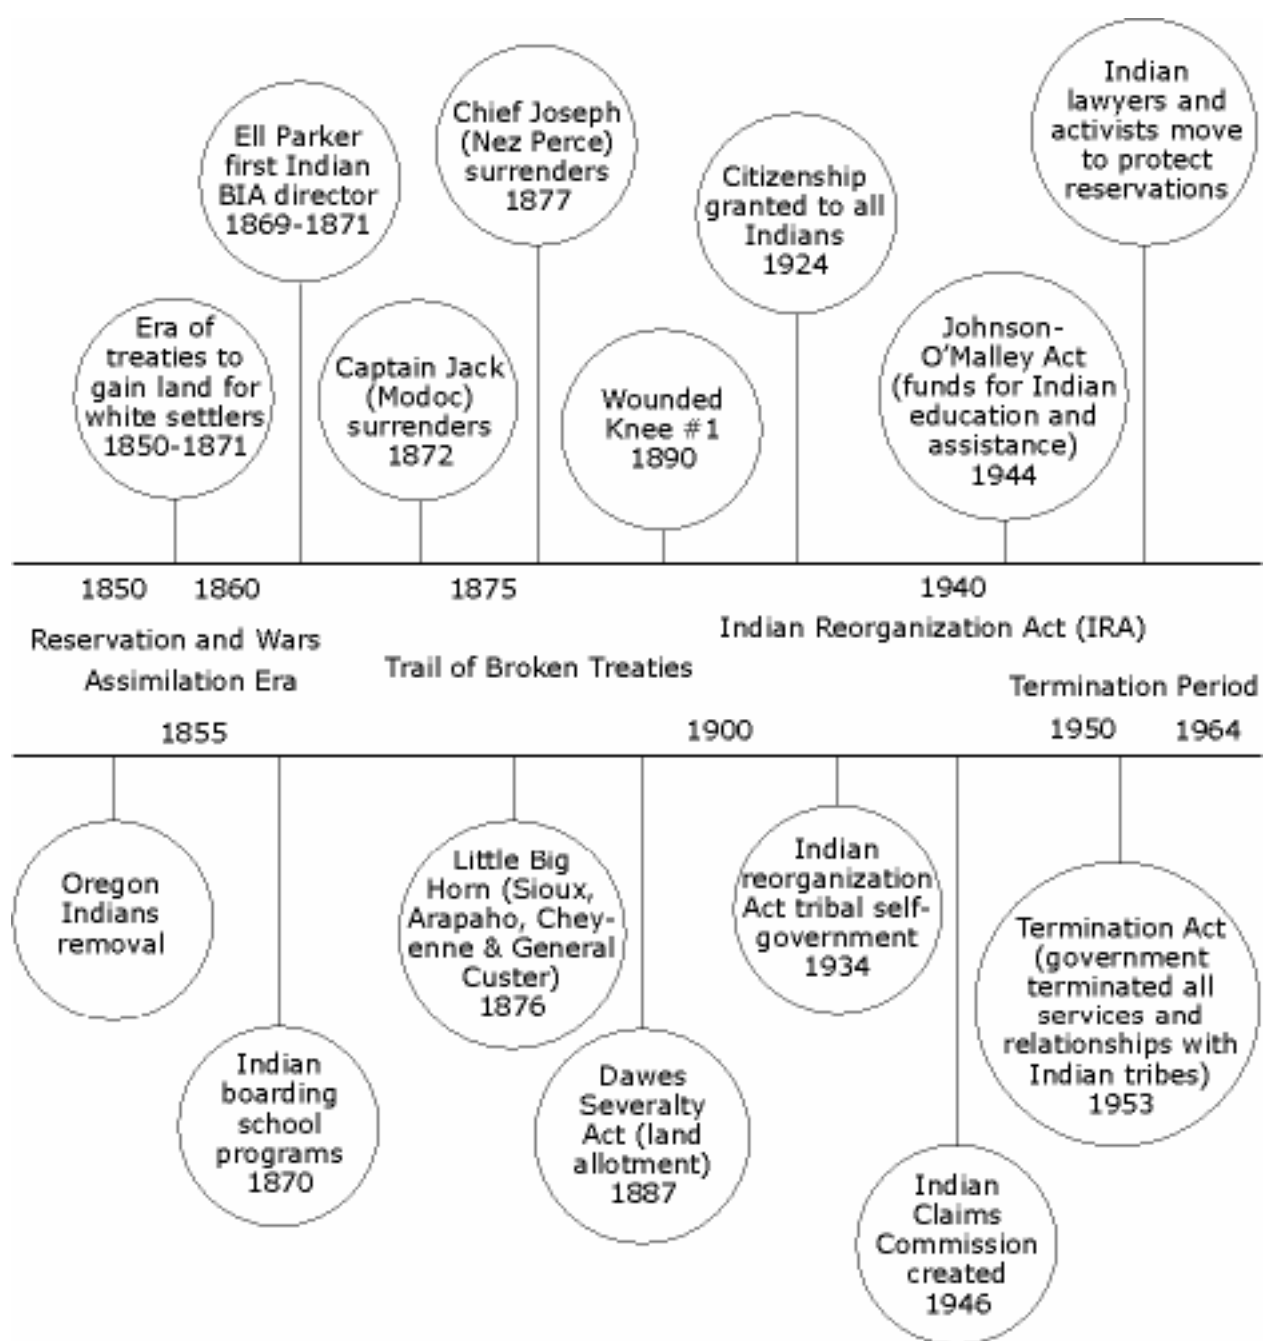 Indian
lawyers and
activists move
to protect
reservations
Chief Joseph
(Nez Perce)
surrenders
1877
Ell Parker
first Indian
BIA director
1869-1871
Citizenship
granted to all
Indians
1924
Era of
treaties to
gain land for
white settlers
1850-1871
Captain Jack
(Modoc)
surrenders
1872
Wounded
Knee #1
1890
Johnson-
O'Malley Act
(funds for Indian
education and
assistance)
1944
1850 1860 1875 1940
Reservation and Wars
Assimilation Era
Trail of Broken Treaties
Indian Reorganization Act (IRA)
Termination Period
1855 1900 1950 1964
Oregon
Indians
removal
Indian
boarding
school
programs
1870
Little Big
Horn (Sioux,
Arapaho, Chey-
enne & General
Custer)
1876
Dawes
Severalty
Act (land
allotment)
1887
Indian
reorganization
Act tribal self-
government
1934
Indian
Claims
Commission
created
1946
Termination Act
(government
terminated all
services and
relationships with
Indian tribes)
1953